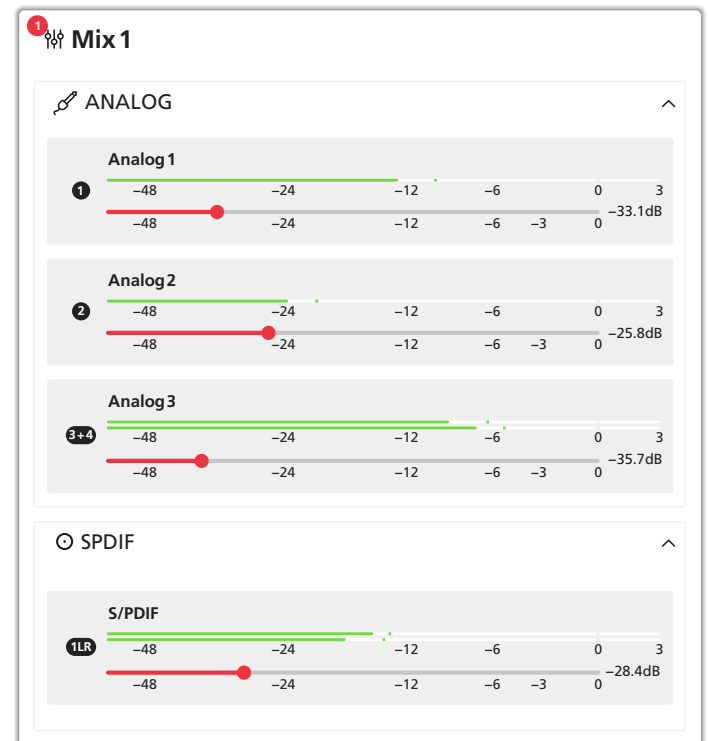 1
Mix 1
ANALOG
Analog 1
1
−48 −24 −12 −6 0 3
−33.1dB
−48 −24 −12 −6 −3 0
Analog 2
2
−48 −24 −12 −6 0 3
−25.8dB
−48 −24 −12 −6 −3 0
Analog 3
3+4
−48 −24 −12 −6 0 3
−35.7dB
−48 −24 −12 −6 −3 0
SPDIF
S/PDIF
1LR
−48 −24 −12 −6 0 3
−28.4dB
−48 −24 −12 −6 −3 0